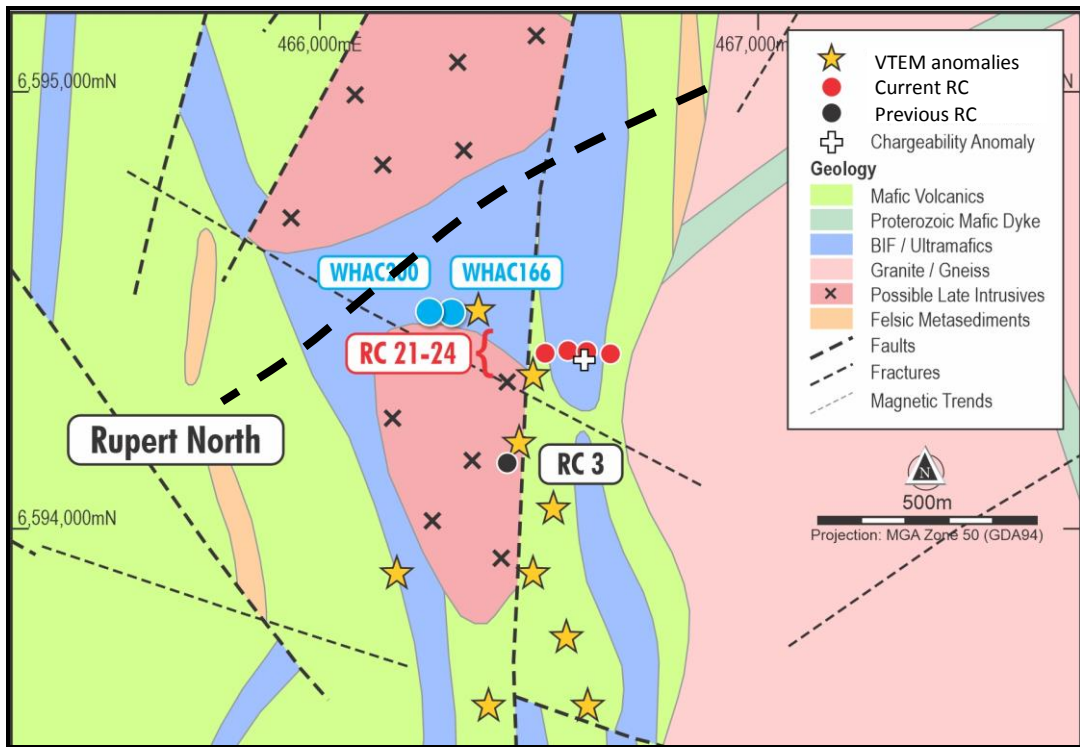 466,000mE
467,000m
6,595,000mN
N
VTEM anomalies
Current RC
Previous RC
Chargeability Anomaly
Geology
Mafic Volcanics
Proterozoic Mafic Dyke
BIF / Ultramafics
Granite / Gneiss
Possible Late Intrusives
Felsic Metasediments
Faults
Fractures
Magnetic Trends
WHAC200
WHAC166
RC 21-24
Rupert North
RC 3
6,594,000mN
N
500m
Projection: MGA Zone 50 (GDA94)